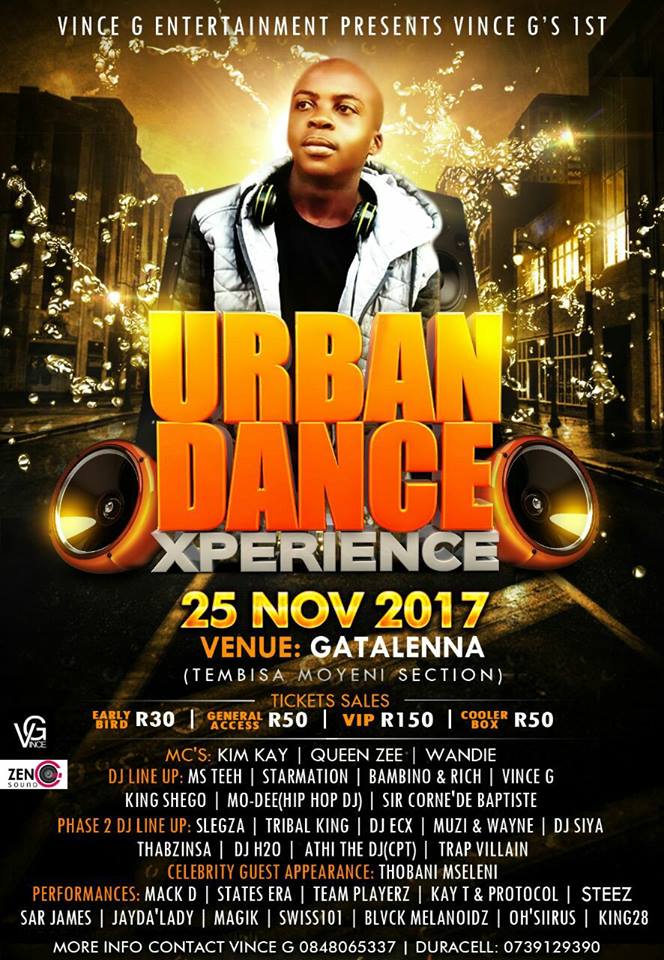 VINCE G ENTERTAINMENT PRESENTS VINCE G'S 1ST
URBAN
DANCE
XPERIENCE
25 NOV 2017
VENUE: GATALENNA
(TEMBISA MOYENI SECTION)
TICKETS SALES
EARLY BIRD R30 | GENERAL ACCESS R50 | VIP R150 | COOLER BOX R50
VG
VINCE
ZENO
SOUND
MC'S: KIM KAY | QUEEN ZEE | WANDIE
DJ LINE UP: MS TEEH | STARMATION | BAMBINO & RICH | VINCE G
KING SHEGO | MO-DEE(HIP HOP DJ) | SIR CORNE'DE BAPTISTE
PHASE 2 DJ LINE UP: SLEGZA | TRIBAL KING | DJ ECX | MUZI & WAYNE | DJ SIYA
THABZINSA | DJ H2O | ATHI THE DJ(CPT) | TRAP VILLAIN
CELEBRITY GUEST APPEARANCE: THOBANI MSELENI
PERFORMANCES: MACK D | STATES ERA | TEAM PLAYERZ | KAY T & PROTOCOL | STEEZ
SAR JAMES | JAYDA'LADY | MAGIK | SWISS101 | BLVCK MELANOIDZ | OH'SIIRUS | KING28
MORE INFO CONTACT VINCE G 0848065337 | DURACELL: 0739129390